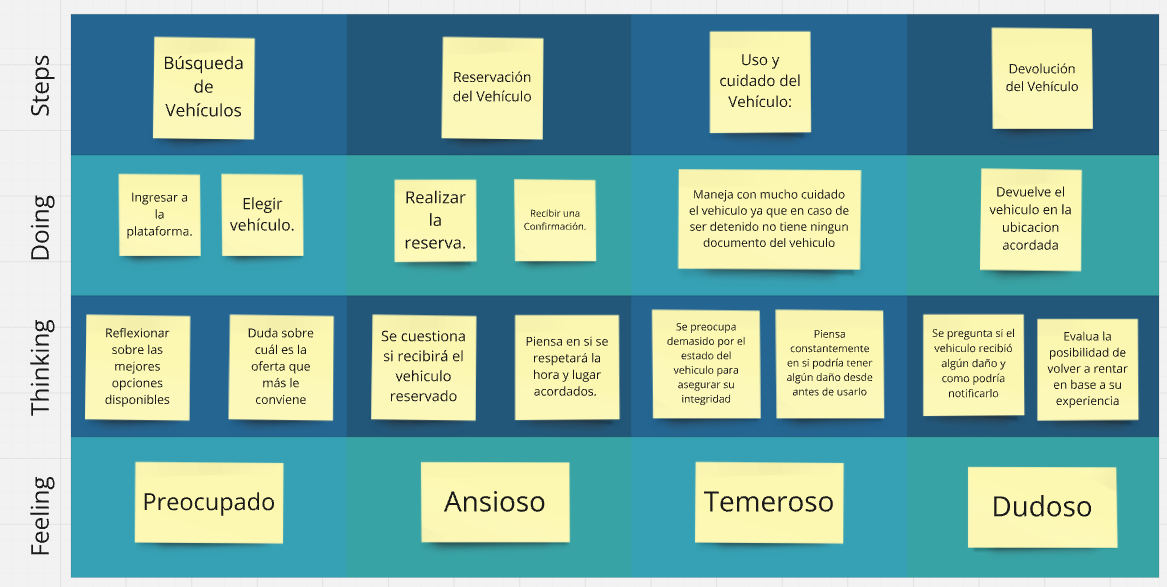 Steps
Búsqueda
de
Vehículos
Reservación
del Vehículo
Uso y
cuidado del
Vehículo:
Devolución
del Vehículo
Doing
Ingresar a
la
plataforma.
Elegir
vehículo.
Realizar
la
reserva.
Recibir una
Confirmación.
Maneja con mucho cuidado
el vehiculo ya que en caso de
ser detenido no tiene ningun
documento del vehiculo
Devuelve el
vehiculo en la
ubicacion
acordada
Thinking
Reflexionar
sobre las
mejores
opciones
disponibles
Duda sobre
cuál es la
oferta que
más le
conviene
Se cuestiona
si recibirá el
vehiculo
reservado
Piensa en si se
respetará la
hora y lugar
acordados.
Se preocupa
demasido por el
estado del
vehiculo para
asegurar su
integridad
Piensa
constantemente
en si podría tener
algún daño desde
antes de usarlo
Se pregunta si el
vehiculo recibió
algún daño y
como podría
notificarlo
Evalua la
posibilidad de
volver a rentar
en base a su
experiencia
Feeling
Preocupado
Ansioso
Temeroso
Dudoso